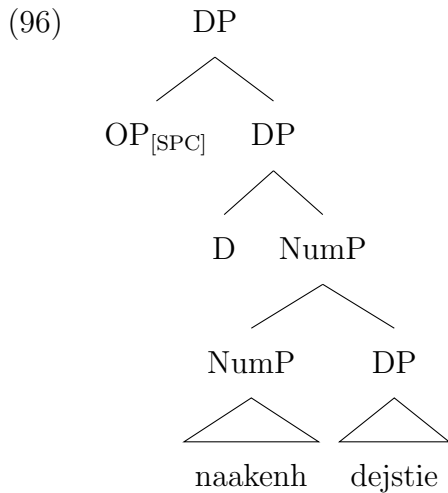 (96) DP
OP[SPC] DP
D NumP
NumP DP
naakenh dejstie